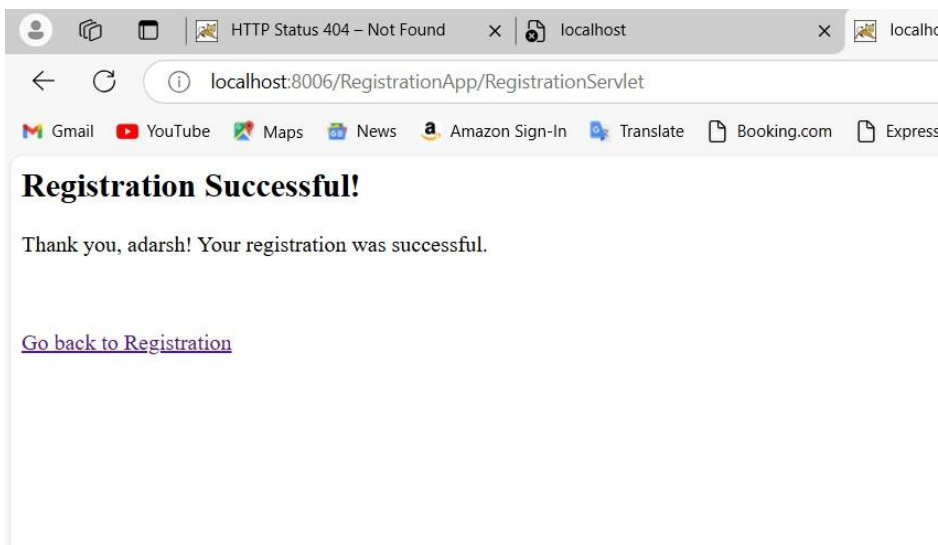 HTTP Status 404 – Not Found
localhost
localho
localhost:8006/RegistrationApp/RegistrationServlet
Gmail YouTube Maps News Amazon Sign-In Translate Booking.com Express
Registration Successful!
Thank you, adarsh! Your registration was successful.
Go back to Registration